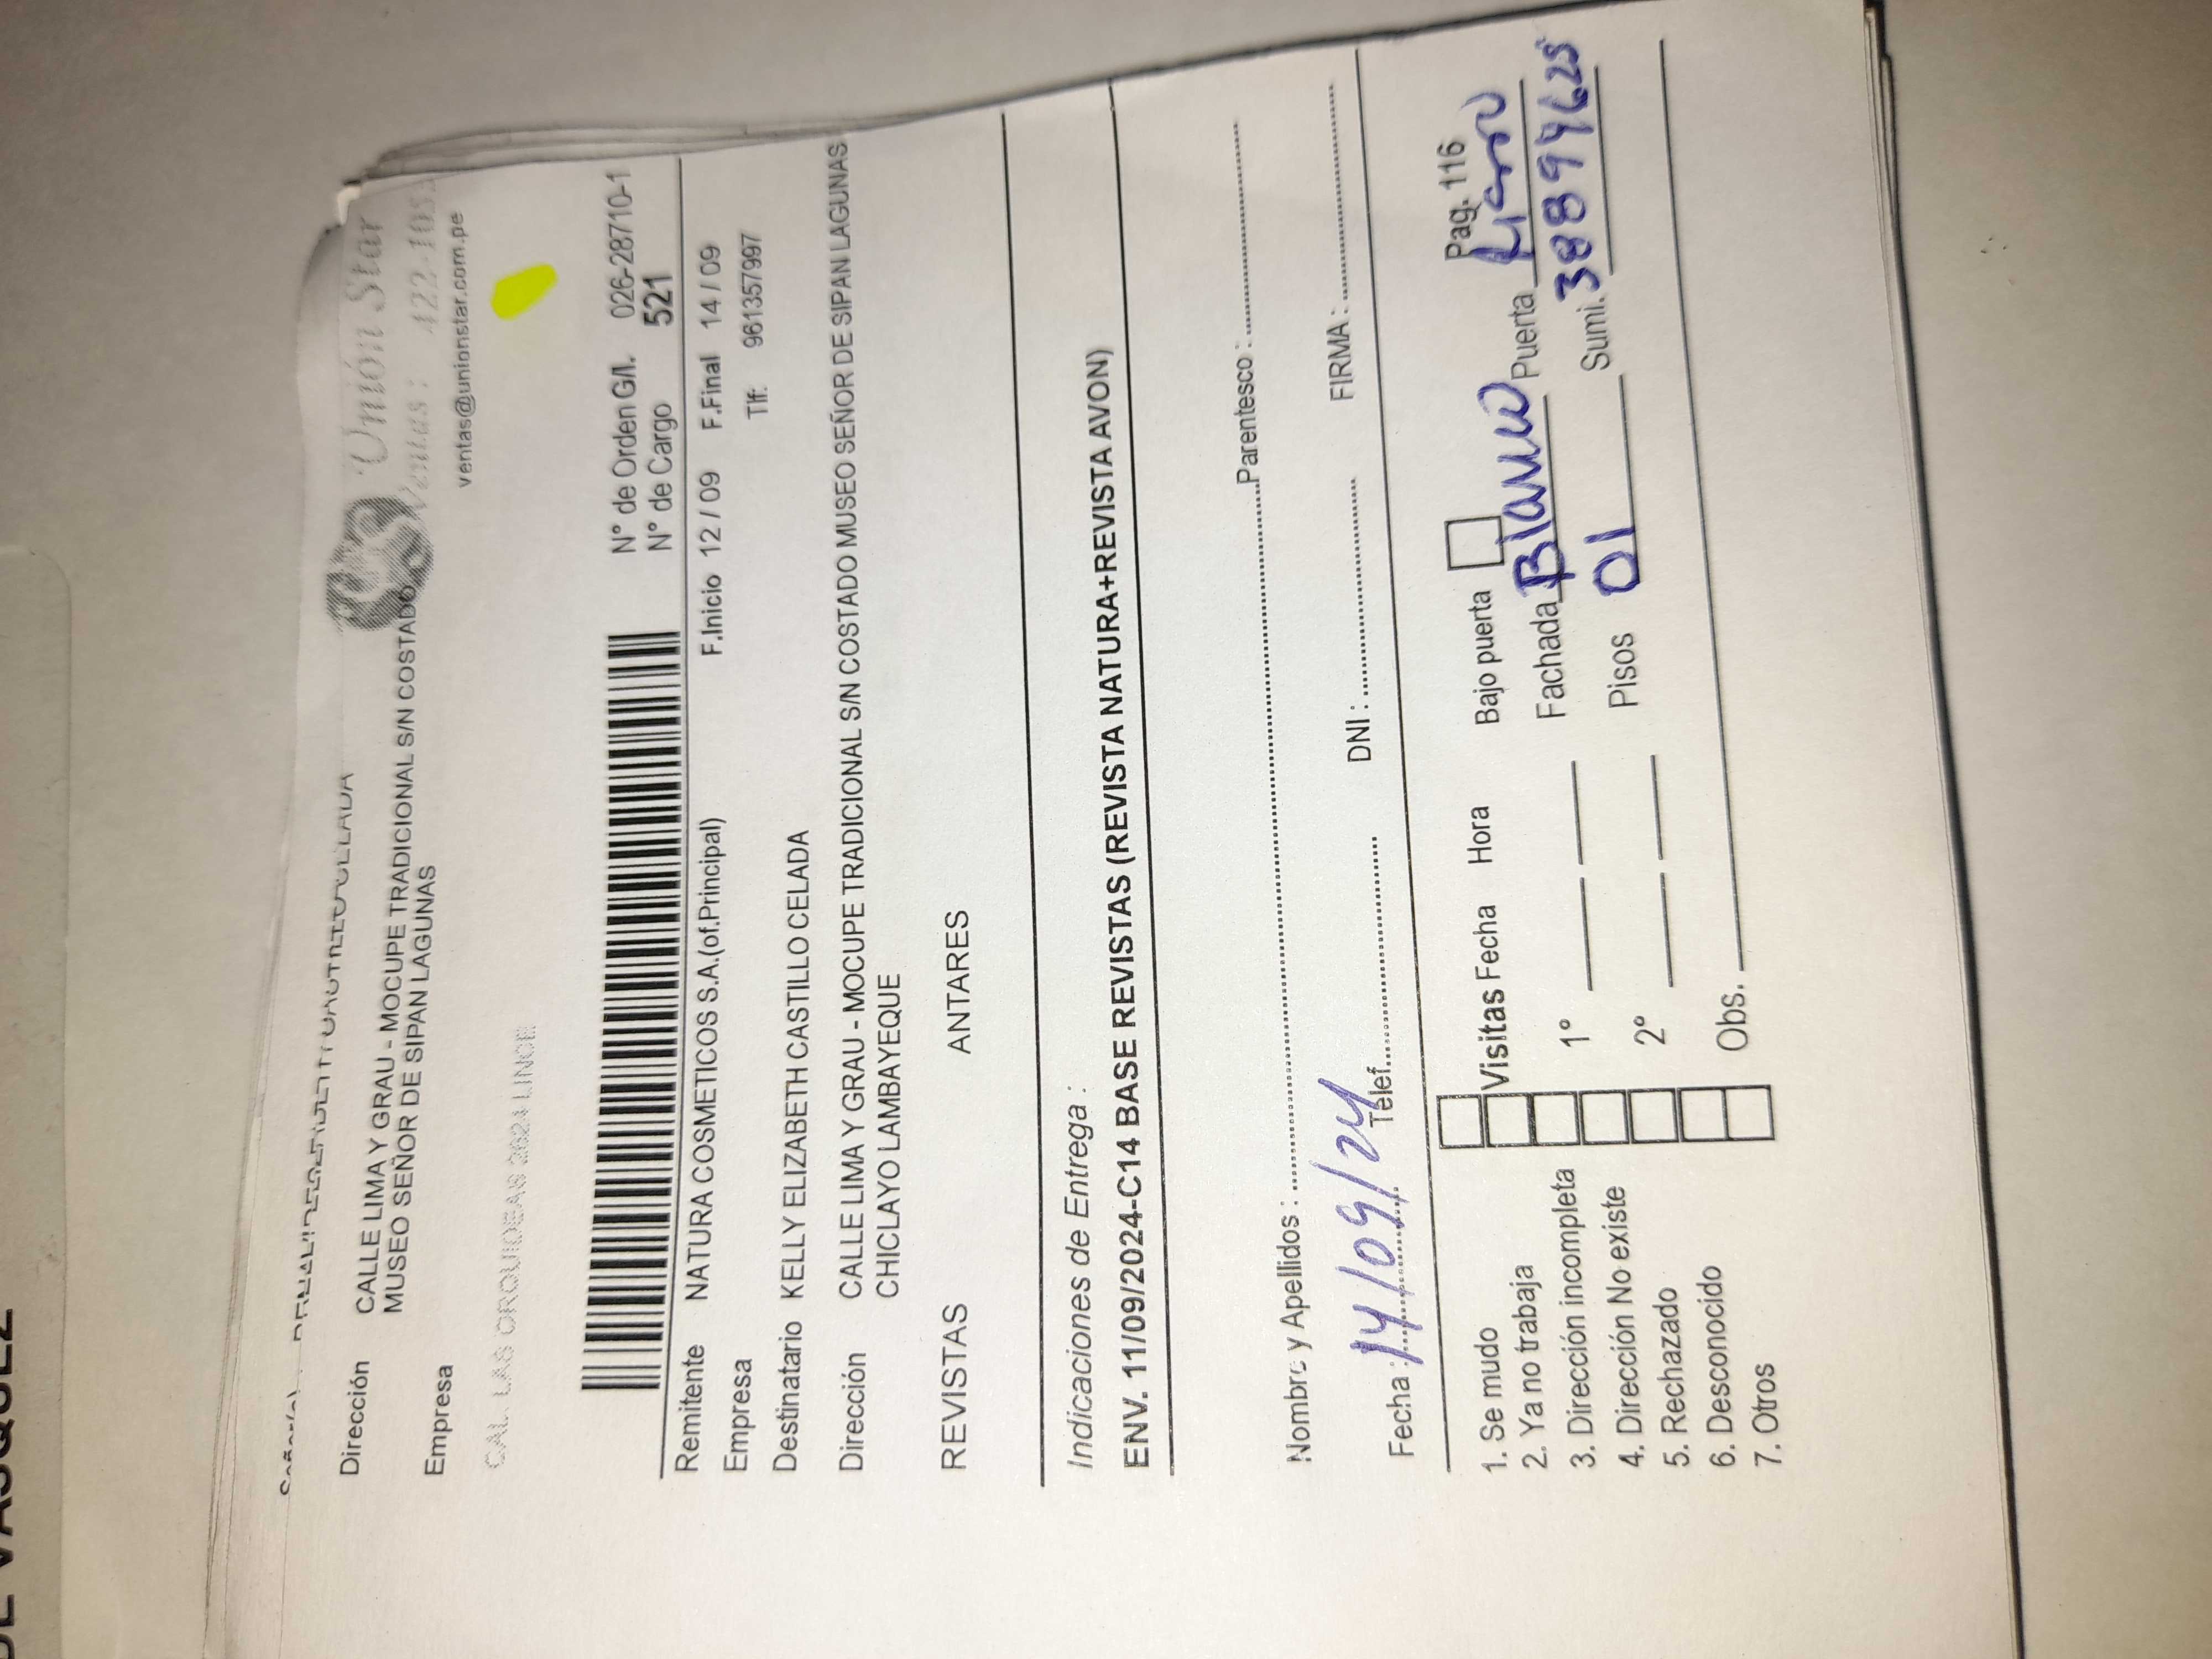 DE VASQUEZ
Unión Star
Dirección CALLE LIMA Y GRAU - MOCUPE TRADICIONAL S/N COSTADO
MUSEO SEÑOR DE SIPAN LAGUNAS
Ventas: 422-105
Empresa
ventas@unionstar.com.pe
CAL. LAS ORQUIDEAS 2624 LINCE
N° de Orden G/I. 026-28710-1
N° de Cargo 521
Remitente NATURA COSMETICOS S.A.(of.Principal) F.Inicio 12 / 09 F.Final 14 / 09
Empresa Tlf: 961357997
Destinatario KELLY ELIZABETH CASTILLO CELADA
Dirección CALLE LIMA Y GRAU - MOCUPE TRADICIONAL S/N COSTADO MUSEO SEÑOR DE SIPAN LAGUNAS
CHICLAYO LAMBAYEQUE
REVISTAS ANTARES
Indicaciones de Entrega :
ENV. 11/09/2024-C14 BASE REVISTAS (REVISTA NATURA+REVISTA AVON)
Nombre y Apellidos : Parentesco :
Fecha : 14/09/24 Telef. DNI : FIRMA :
Pag. 116
1. Se mudo Visitas Fecha Hora Bajo puerta
2. Ya no trabaja Fachada Blanco Puerta
3. Dirección incompleta 1°
4. Dirección No existe Pisos 01 Sumi. 38899625
5. Rechazado 2°
6. Desconocido
7. Otros Obs.